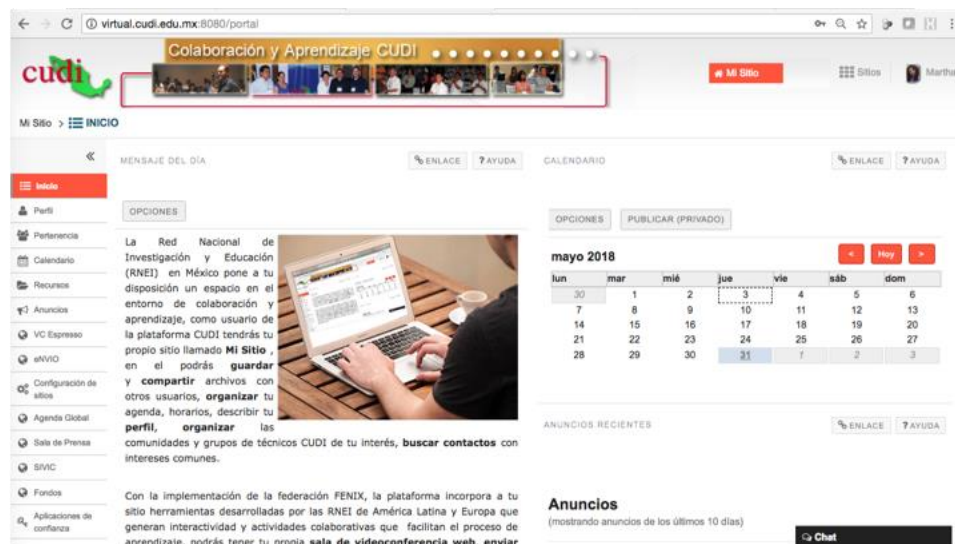 virtual.cudi.edu.mx:8080/portal
Colaboración y Aprendizaje CUDI
cudi
Mi Sitio
Sitios
Martha
Mi Sitio > INICIO
MENSAJE DEL DÍA
ENLACE
? AYUDA
CALENDARIO
ENLACE
? AYUDA
Inicio
Perfil
Pertenencia
Calendario
Recursos
Anuncios
VC Espresso
eNVIO
Configuración de
sitios
Agenda Global
Sala de Prensa
SIVIC
Fondos
Aplicaciones de
confianza
OPCIONES
La Red Nacional de
Investigación y Educación
(RNEI) en México pone a tu
disposición un espacio en el
entorno de colaboración y
aprendizaje, como usuario de
la plataforma CUDI tendrás tu
propio sitio llamado Mi Sitio ,
en el podrás guardar
y compartir archivos con
otros usuarios, organizar tu
agenda, horarios, describir tu
perfil, organizar las
comunidades y grupos de técnicos CUDI de tu interés, buscar contactos con
intereses comunes.
Con la implementación de la federación FENIX, la plataforma incorpora a tu
sitio herramientas desarrolladas por las RNEI de América Latina y Europa que
generan interactividad y actividades colaborativas que facilitan el proceso de
aprendizaje, podrás tener tu propia sala de videoconferencia web, enviar
OPCIONES
PUBLICAR (PRIVADO)
mayo 2018
< Hoy >
lun mar mié jue vie sáb dom
30 1 2 3 4 5 6
7 8 9 10 11 12 13
14 15 16 17 18 19 20
21 22 23 24 25 26 27
28 29 30 31 1 2 3
ANUNCIOS RECIENTES
ENLACE
? AYUDA
Anuncios
(mostrando anuncios de los últimos 10 días)
Chat